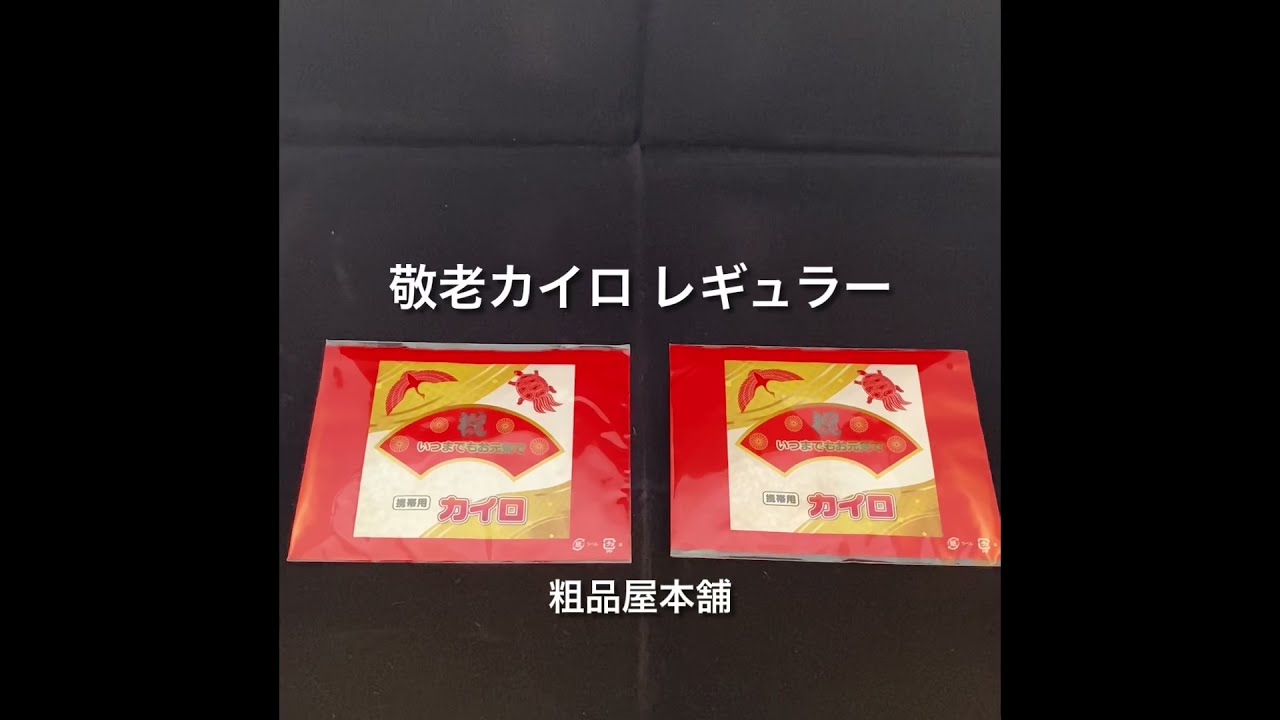 敬老カイロ レギュラー
祝
いつまでもお元気で
携帯用 カイロ
祝
いつまでもお元気で
携帯用 カイロ
粗品屋本舗